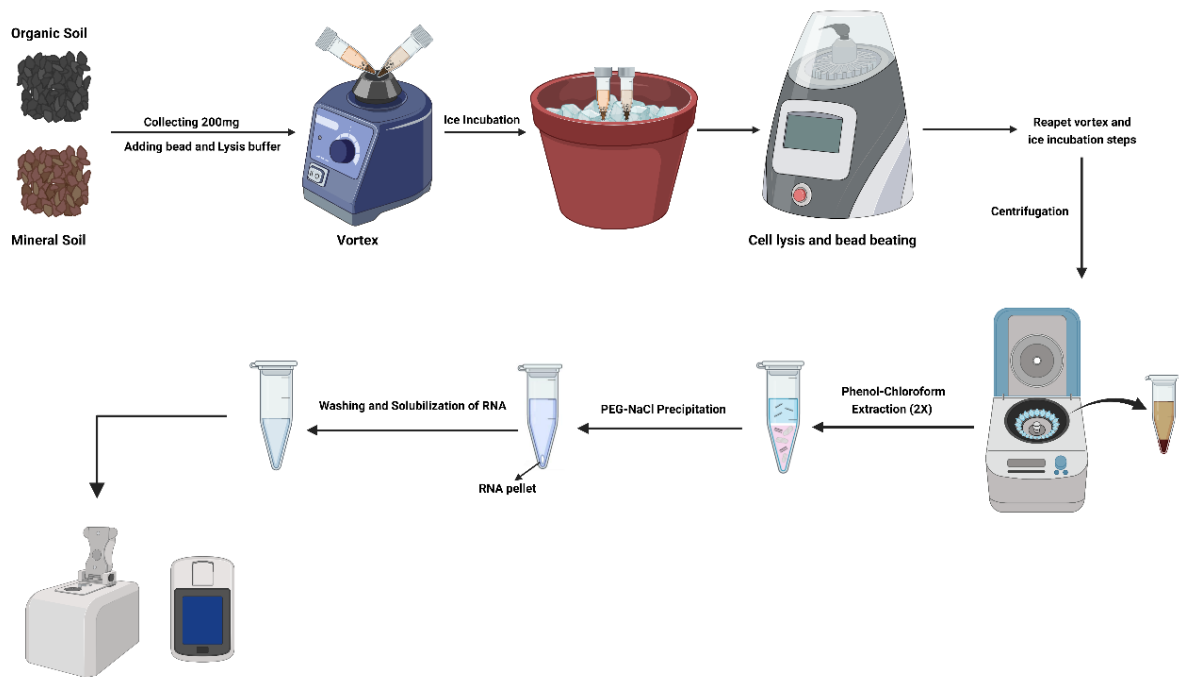 Organic Soil
Collecting 200mg
Adding bead and Lysis buffer
Mineral Soil
Vortex
Ice Incubation
Cell lysis and bead beating
Reapet vortex and
ice incubation steps
Centrifugation
Phenol-Chloroform
Extraction (2X)
PEG-NaCl Precipitation
RNA pellet
Washing and Solubilization of RNA